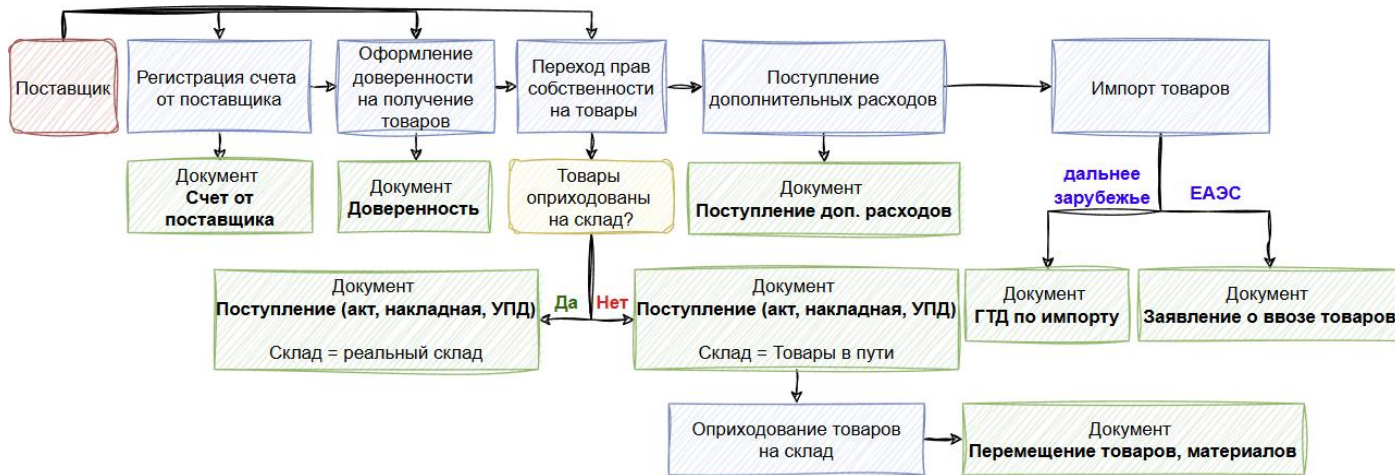 Поставщик
Регистрация счета
от поставщика
Оформление
доверенности
на получение
товаров
Переход прав
собственности
на товары
Поступление
дополнительных расходов
Импорт товаров
Документ
Счет от
поставщика
Документ
Доверенность
Товары
оприходованы
на склад?
Документ
Поступление доп. расходов
дальнее
зарубежье
ЕАЭС
Документ
Поступление (акт, накладная, УПД)
Склад = реальный склад
Да
Нет
Документ
Поступление (акт, накладная, УПД)
Склад = Товары в пути
Документ
ГТД по импорту
Документ
Заявление о ввозе товаров
Оприходование товаров
на склад
Документ
Перемещение товаров, материалов